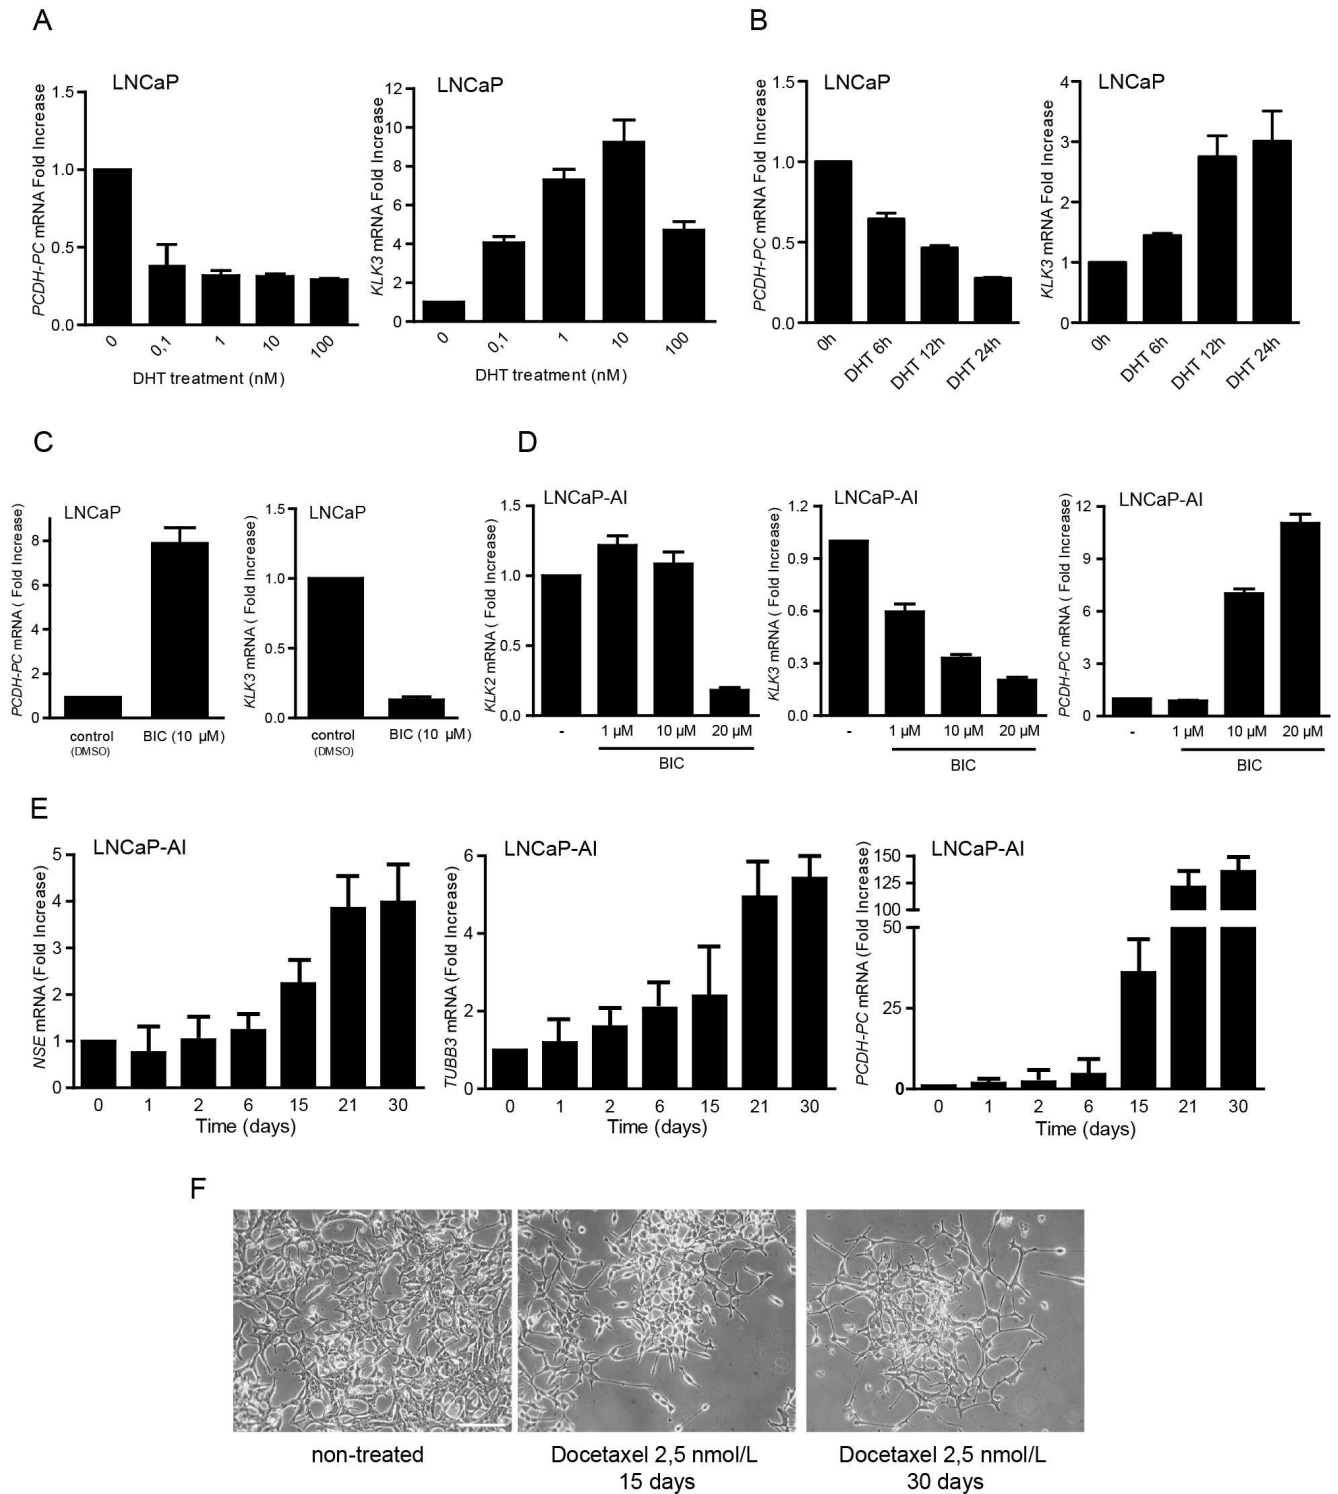 A
LNCaP
PCDH-PC mRNA Fold Increase
1.5
1.0
0.5
0.0
0
0,1
1
10
100
DHT treatment (nM)
LNCaP
KLK3 mRNA Fold Increase
12
10
8
6
4
2
0
0
0,1
1
10
100
DHT treatment (nM)
B
LNCaP
PCDH-PC mRNA Fold Increase
1.5
1.0
0.5
0.0
0h
DHT 6h
DHT 12h
DHT 24h
LNCaP
KLK3 mRNA Fold Increase
4
3
2
1
0
0h
DHT 6h
DHT 12h
DHT 24h
C
LNCaP
PCDH-PC mRNA ( Fold Increase)
8
6
4
2
0
control
(DMSO)
BIC (10 µM)
LNCaP
KLK3 mRNA ( Fold Increase)
1.5
1.0
0.5
0.0
control
(DMSO)
BIC (10 µM)
D
LNCaP-AI
KLK2 mRNA ( Fold Increase)
1.5
1.0
0.5
0.0
- 1 µM 10 µM 20 µM
BIC
LNCaP-AI
KLK3 mRNA ( Fold Increase)
1.2
0.9
0.6
0.3
0.0
- 1 µM 10 µM 20 µM
BIC
LNCaP-AI
PCDH-PC mRNA ( Fold Increase)
12
9
6
3
0
- 1 µM 10 µM 20 µM
BIC
E
LNCaP-AI
NSE mRNA (Fold Increase)
5
4
3
2
1
0
0 1 2 6 15 21 30
Time (days)
LNCaP-AI
TUBB3 mRNA (Fold Increase)
6
4
2
0
0 1 2 6 15 21 30
Time (days)
LNCaP-AI
PCDH-PC mRNA (Fold Increase)
150
125
100
50
25
0
0 1 2 6 15 21 30
Time (days)
F
non-treated
Docetaxel 2,5 nmol/L
15 days
Docetaxel 2,5 nmol/L
30 days